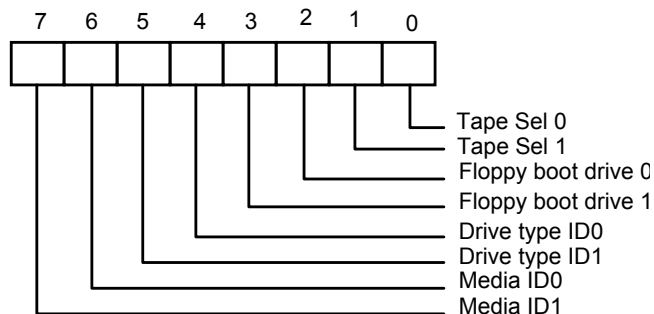 7 6 5 4 3 2 1 0
Tape Sel 0
Tape Sel 1
Floppy boot drive 0
Floppy boot drive 1
Drive type ID0
Drive type ID1
Media ID0
Media ID1